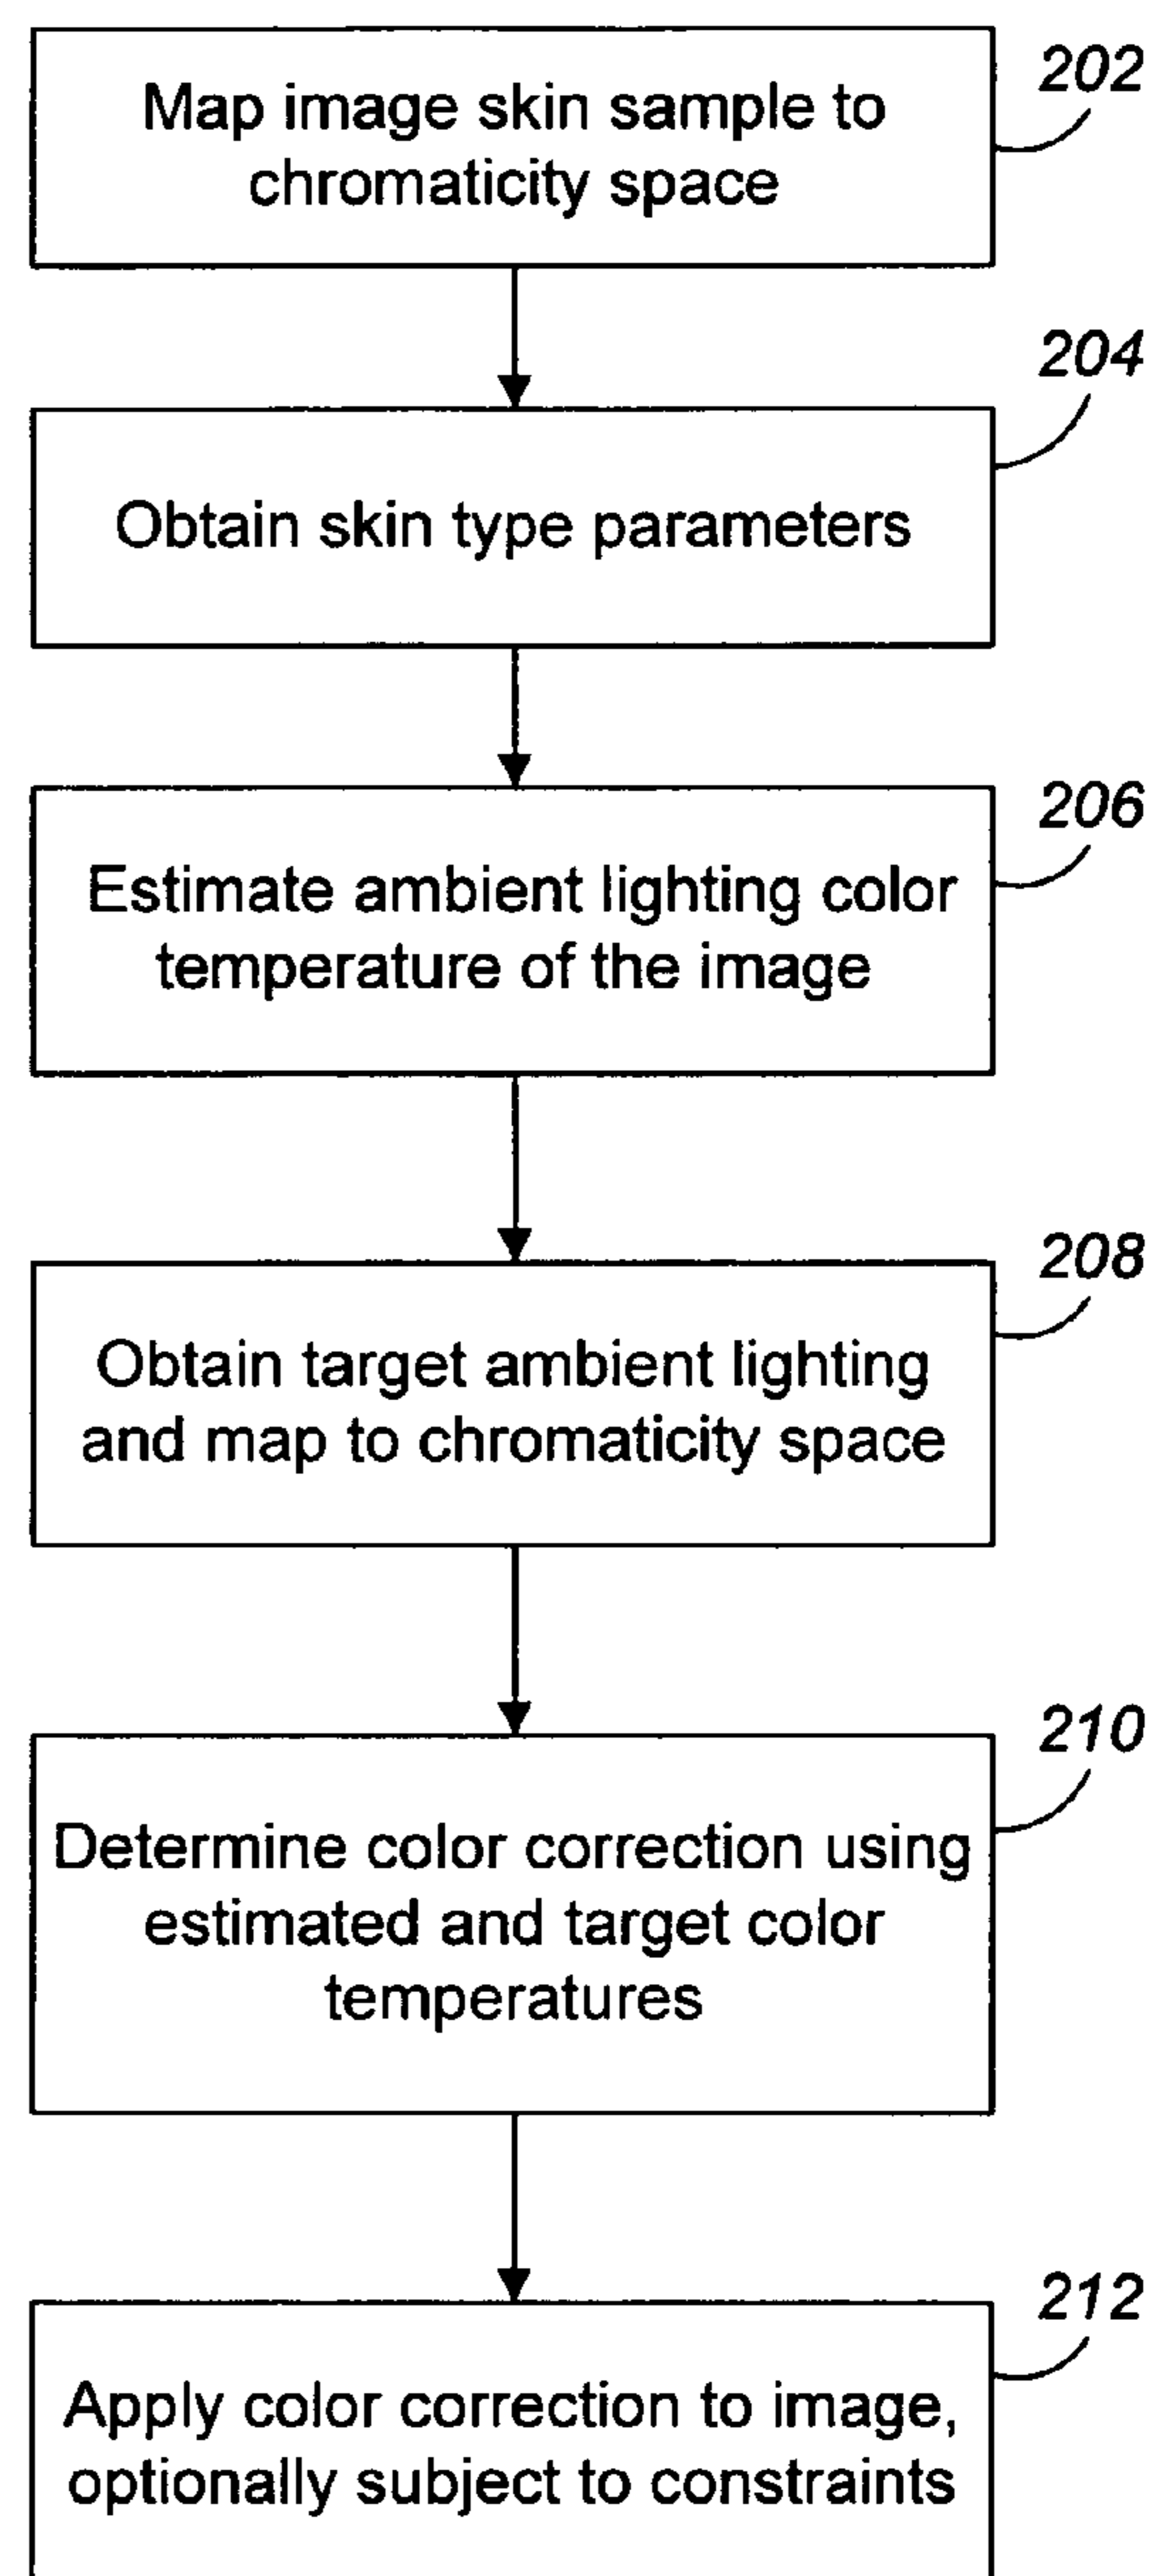 202
Map image skin sample to
chromaticity space
204
Obtain skin type parameters
206
Estimate ambient lighting color
temperature of the image
208
Obtain target ambient lighting
and map to chromaticity space
210
Determine color correction using
estimated and target color
temperatures
212
Apply color correction to image,
optionally subject to constraints